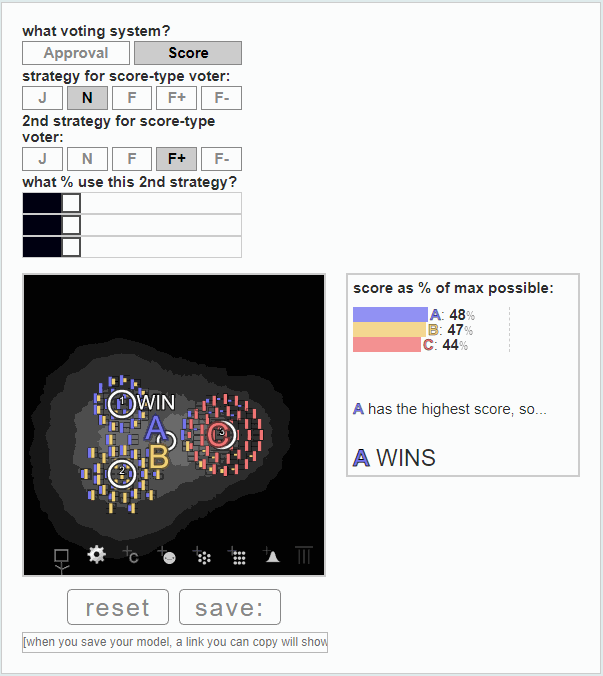 what voting system?
Approval Score
strategy for score-type voter:
J N F F+ F-
2nd strategy for score-type
voter:
J N F F+ F-
what % use this 2nd strategy?
score as % of max possible:
A: 48%
B: 47%
C: 44%
A has the highest score, so...
A WINS
1 WIN
A
C 3
B
2
C
reset save:
[when you save your model, a link you can copy will show